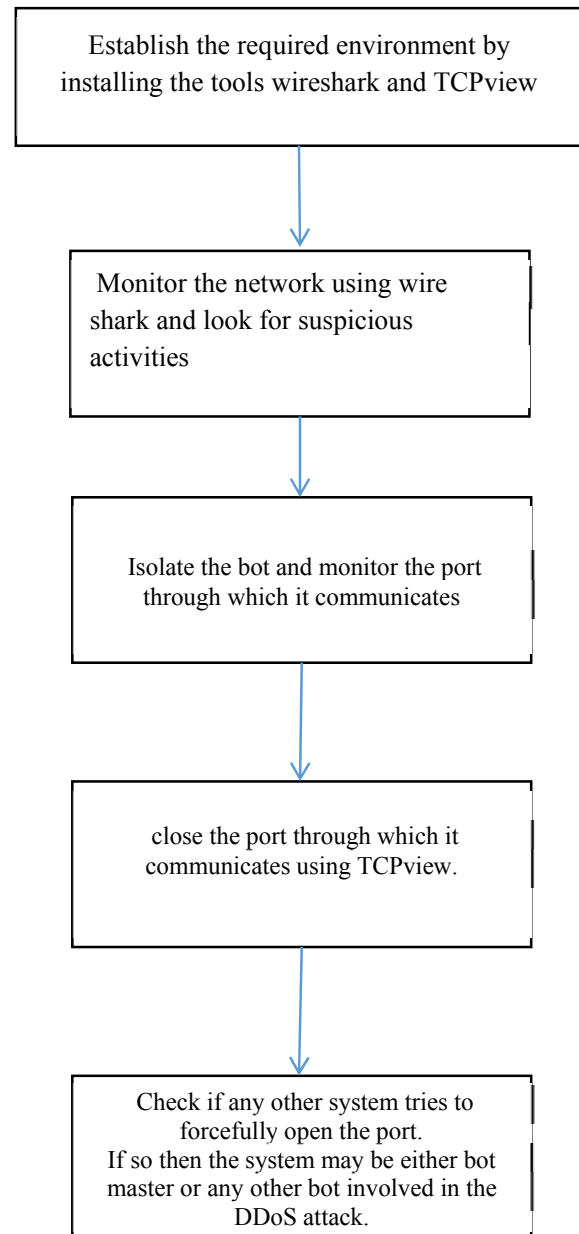 Establish the required environment by
installing the tools wireshark and TCPview
Monitor the network using wire
shark and look for suspicious
activities
Isolate the bot and monitor the port
through which it communicates
close the port through which it
communicates using TCPview.
Check if any other system tries to
forcefully open the port.
If so then the system may be either bot
master or any other bot involved in the
DDoS attack.